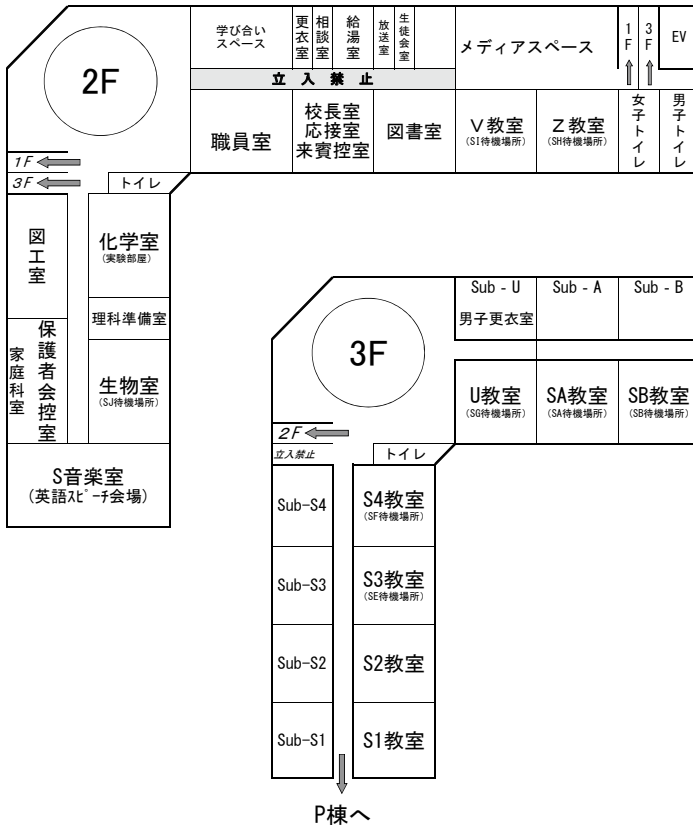 2F
学び合い
スペース
更衣室
相談室
給湯室
放送室
生徒会室
メディアスペース
1F
3F
EV
立 入 禁 止
職員室
校長室
応接室
来賓控室
図書室
V教室
(SI待機場所)
Z教室
(SH待機場所)
女子トイレ
男子トイレ
1F
3F
トイレ
図工室
化学室
(実験部屋)
理科準備室
家庭科室
保護者会控室
生物室
(SJ待機場所)
S音楽室
(英語ｽﾋﾟｰﾁ会場)
3F
Sub - U
男子更衣室
Sub - A
Sub - B
U教室
(SG待機場所)
SA教室
(SA待機場所)
SB教室
(SB待機場所)
2F
立入禁止
トイレ
Sub-S4
S4教室
(SF待機場所)
Sub-S3
S3教室
(SE待機場所)
Sub-S2
S2教室
Sub-S1
S1教室
P棟へ